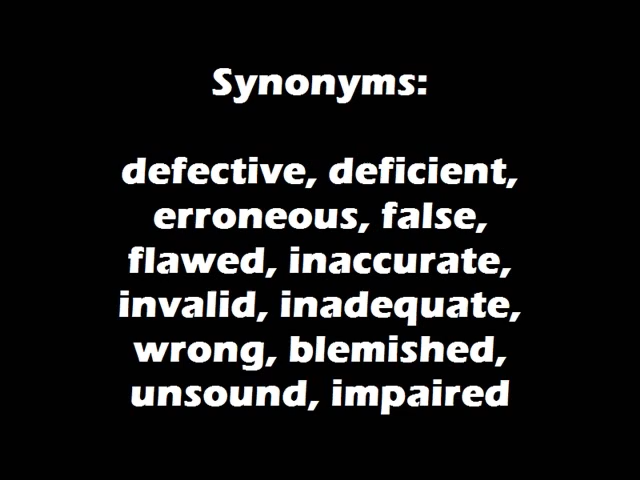 Synonyms:
defective, deficient,
erroneous, false,
flawed, inaccurate,
invalid, inadequate,
wrong, blemished,
unsound, impaired